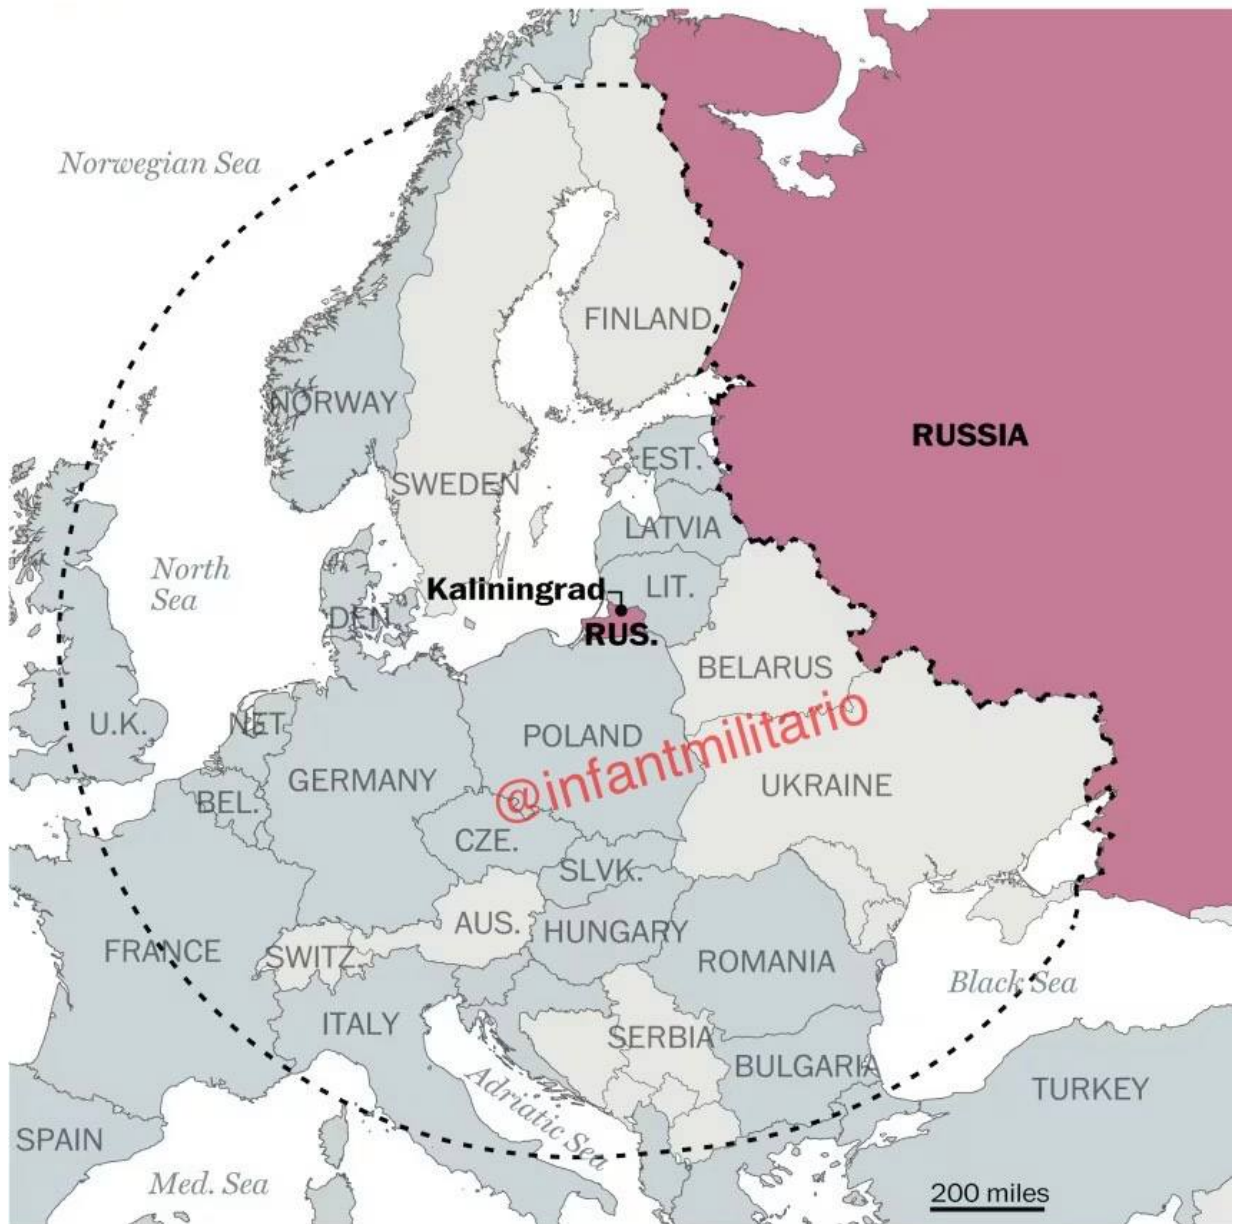 Norwegian Sea
FINLAND
NORWAY
RUSSIA
EST.
SWEDEN
LATVIA
North
Sea
Kaliningrad
LIT.
DEN.
RUS.
BELARUS
U.K.
NET.
POLAND
@infantmilitario
GERMANY
UKRAINE
BEL.
CZE.
SLVK.
AUS.
HUNGARY
FRANCE
SWITZ.
ROMANIA
Black Sea
ITALY
SERBIA
BULGARIA
TURKEY
Adriatic Sea
SPAIN
Med. Sea
200 miles